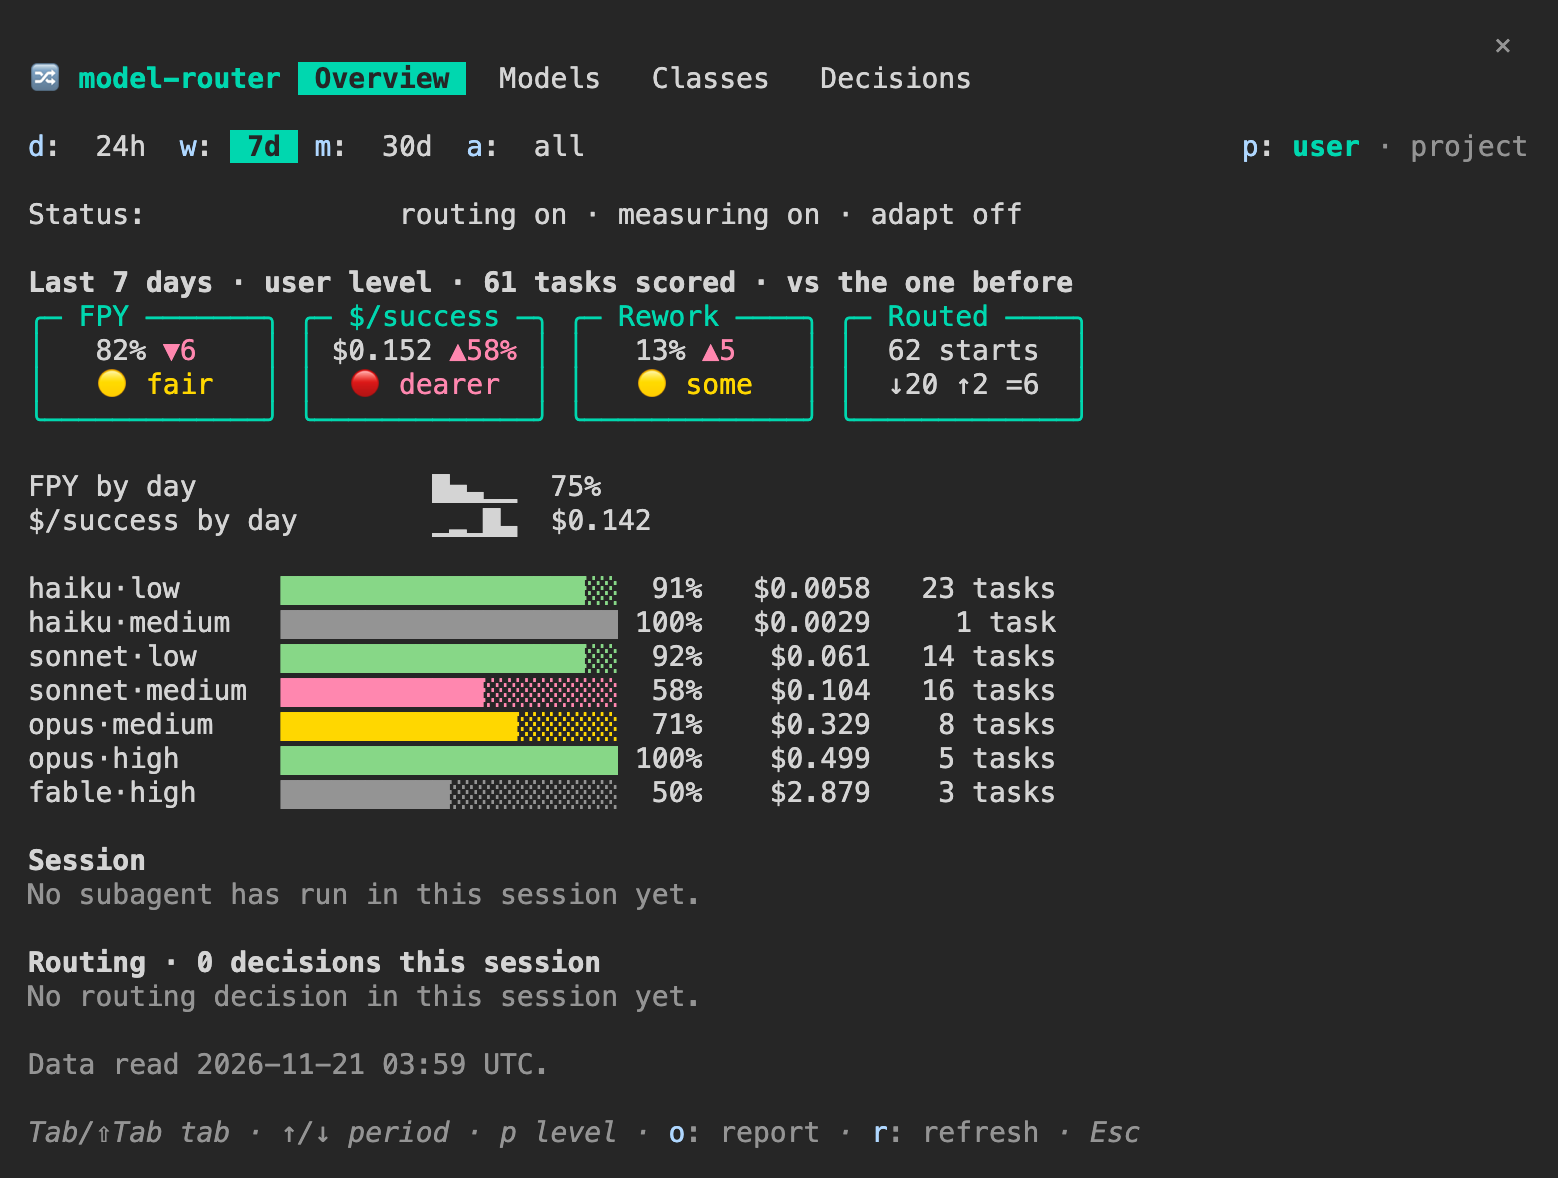 ×
🔀 model-router Overview Models Classes Decisions
d: 24h w: 7d m: 30d a: all p: user · project
Status: routing on · measuring on · adapt off
Last 7 days · user level · 61 tasks scored · vs the one before
FPY $/success Rework Routed
82% ▼6 $0.152 ▲58% 13% ▲5 62 starts
🟡 fair 🔴 dearer 🟡 some ↓20 ↑2 =6
FPY by day 75%
$/success by day $0.142
haiku·low 91% $0.0058 23 tasks
haiku·medium 100% $0.0029 1 task
sonnet·low 92% $0.061 14 tasks
sonnet·medium 58% $0.104 16 tasks
opus·medium 71% $0.329 8 tasks
opus·high 100% $0.499 5 tasks
fable·high 50% $2.879 3 tasks
Session
No subagent has run in this session yet.
Routing · 0 decisions this session
No routing decision in this session yet.
Data read 2026-11-21 03:59 UTC.
Tab/⇧Tab tab · ↑/↓ period · p level · o: report · r: refresh · Esc